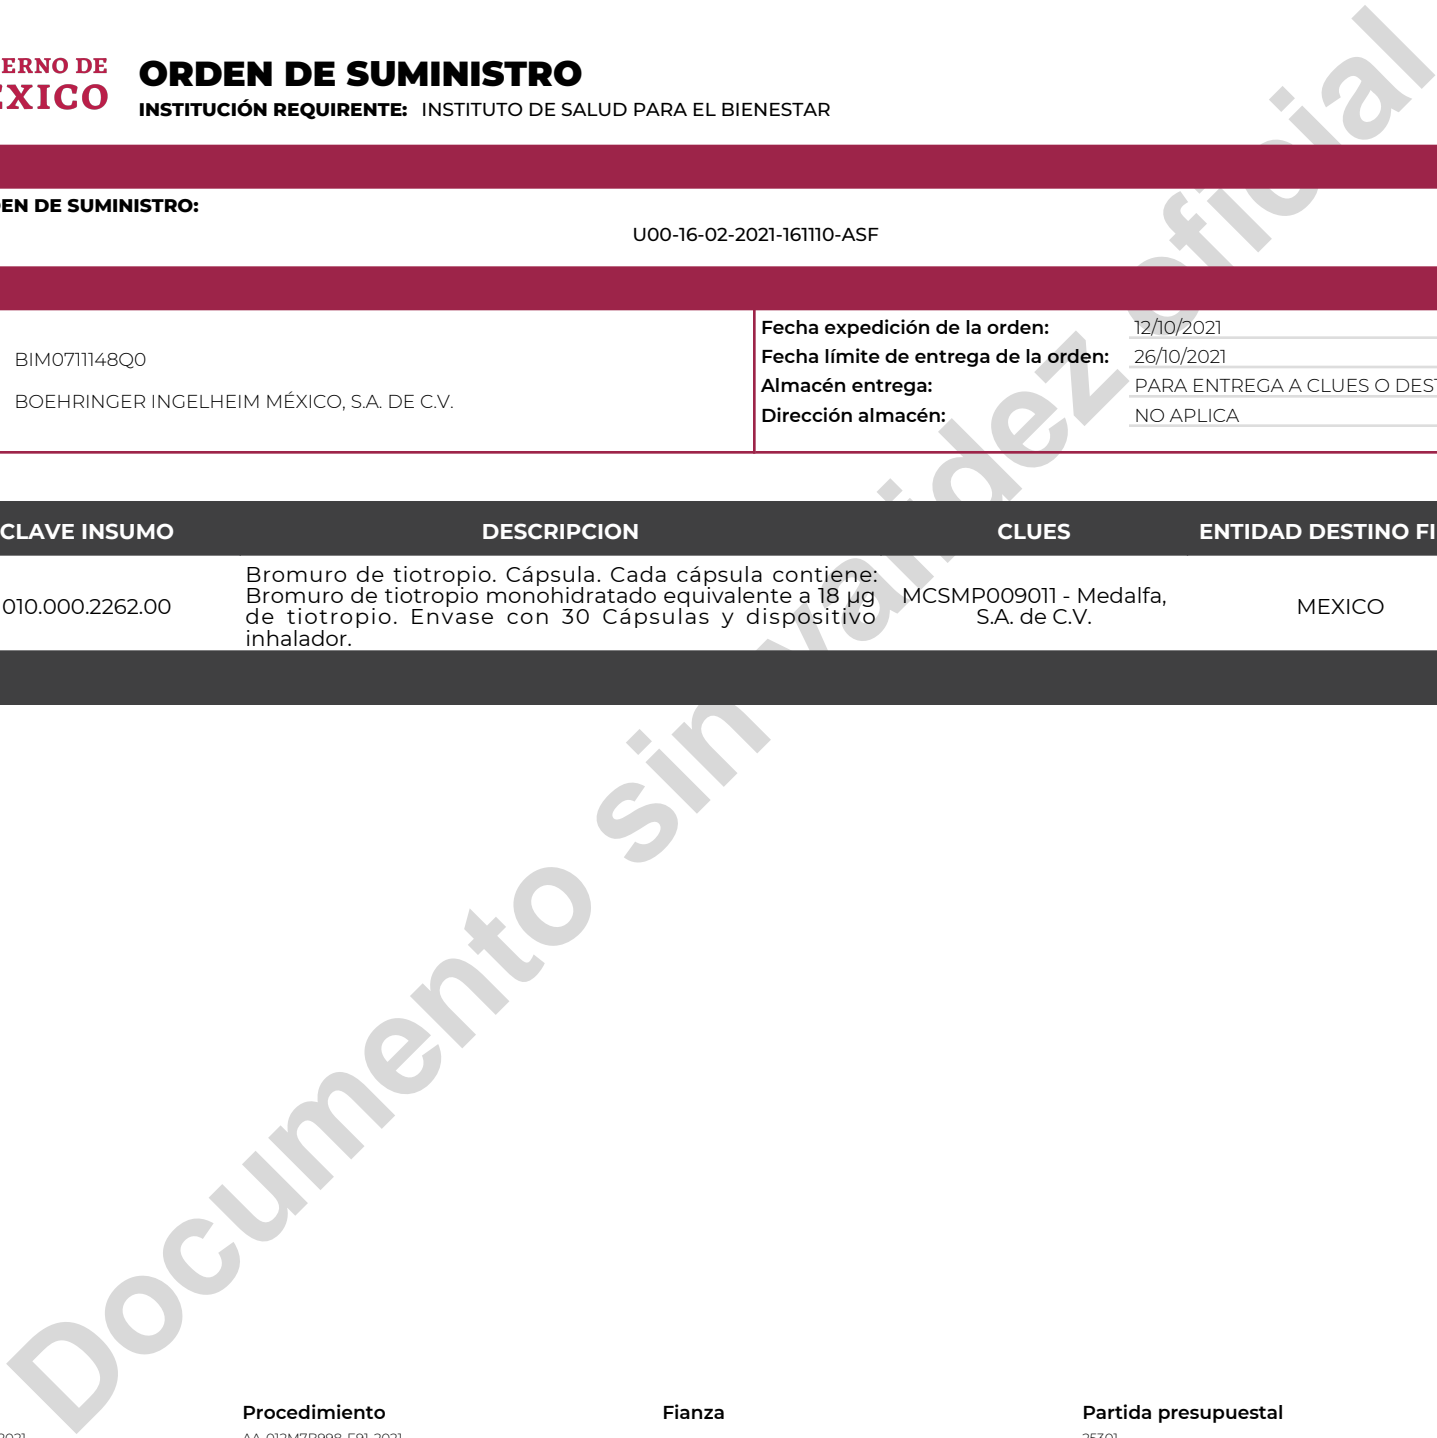 ORDEN DE SUMINISTRO
INSTITUCIÓN REQUIRENTE: INSTITUTO DE SALUD PARA EL BIENESTAR
ERNO DE
EXICO
EN DE SUMINISTRO:
U00-16-02-2021-161110-ASF
BIM0711148Q0
BOEHRINGER INGELHEIM MÉXICO, S.A. DE C.V.
Fecha expedición de la orden: 12/10/2021
Fecha límite de entrega de la orden: 26/10/2021
Almacén entrega: PARA ENTREGA A CLUES O DEST
Dirección almacén: NO APLICA
CLAVE INSUMO DESCRIPCION CLUES ENTIDAD DESTINO FI
010.000.2262.00
Bromuro de tiotropio. Cápsula. Cada cápsula contiene:
Bromuro de tiotropio monohidratado equivalente a 18 µg
de tiotropio. Envase con 30 Cápsulas y dispositivo
inhalador.
MCSMP009011 - Medalfa,
S.A. de C.V.
MEXICO
Documento sin validez oficial
Procedimiento Fianza Partida presupuestal